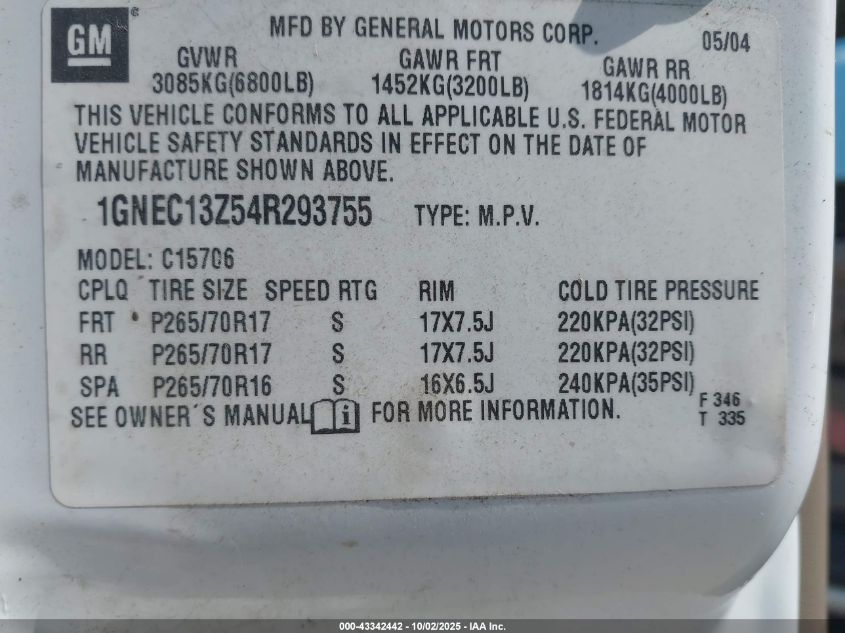 GM
MFD BY GENERAL MOTORS CORP. 05/04
GVWR GAWR FRT GAWR RR
3085KG(6800LB) 1452KG(3200LB) 1814KG(4000LB)
THIS VEHICLE CONFORMS TO ALL APPLICABLE U.S. FEDERAL MOTOR
VEHICLE SAFETY STANDARDS IN EFFECT ON THE DATE OF
MANUFACTURE SHOWN ABOVE.
1GNEC13Z54R293755 TYPE: M.P.V.
MODEL: C15706
CPLQ TIRE SIZE SPEED RTG RIM COLD TIRE PRESSURE
FRT P265/70R17 S 17X7.5J 220KPA(32PSI)
RR P265/70R17 S 17X7.5J 220KPA(32PSI)
SPA P265/70R16 S 16X6.5J 240KPA(35PSI)
F 346
SEE OWNER´S MANUAL FOR MORE INFORMATION.
T 335
000-43342442 - 10/02/2025 - IAA Inc.